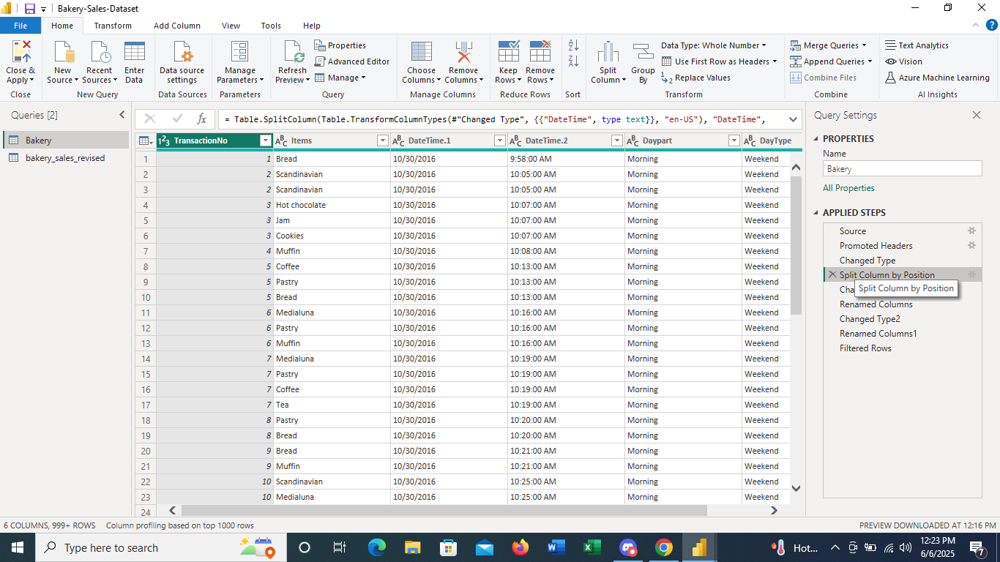 Bakery-Sales-Dataset
File Home Transform Add Column View Tools Help
Close & Apply
New Source
Recent Sources
Enter Data
Data source settings
Manage Parameters
Refresh Preview
Properties
Advanced Editor
Manage
Choose Columns
Remove Columns
Keep Rows
Remove Rows
Split Column
Group By
Data Type: Whole Number
Use First Row as Headers
Replace Values
Merge Queries
Append Queries
Combine Files
Text Analytics
Vision
Azure Machine Learning
Close New Query Data Sources Parameters Query Manage Columns Reduce Rows Sort Transform Combine AI Insights
Queries [2]
Bakery
bakery_sales_revised
fx = Table.SplitColumn(Table.TransformColumnTypes(#"Changed Type", {{"DateTime", type text}}, "en-US"), "DateTime",
TransactionNo Items DateTime.1 DateTime.2 Daypart DayType
1 1 Bread 10/30/2016 9:58:00 AM Morning Weekend
2 2 Scandinavian 10/30/2016 10:05:00 AM Morning Weekend
3 2 Scandinavian 10/30/2016 10:05:00 AM Morning Weekend
4 3 Hot chocolate 10/30/2016 10:07:00 AM Morning Weekend
5 3 Jam 10/30/2016 10:07:00 AM Morning Weekend
6 3 Cookies 10/30/2016 10:07:00 AM Morning Weekend
7 4 Muffin 10/30/2016 10:08:00 AM Morning Weekend
8 5 Coffee 10/30/2016 10:13:00 AM Morning Weekend
9 5 Pastry 10/30/2016 10:13:00 AM Morning Weekend
10 5 Bread 10/30/2016 10:13:00 AM Morning Weekend
11 6 Medialuna 10/30/2016 10:16:00 AM Morning Weekend
12 6 Pastry 10/30/2016 10:16:00 AM Morning Weekend
13 6 Muffin 10/30/2016 10:16:00 AM Morning Weekend
14 7 Medialuna 10/30/2016 10:19:00 AM Morning Weekend
15 7 Pastry 10/30/2016 10:19:00 AM Morning Weekend
16 7 Coffee 10/30/2016 10:19:00 AM Morning Weekend
17 7 Tea 10/30/2016 10:19:00 AM Morning Weekend
18 8 Pastry 10/30/2016 10:20:00 AM Morning Weekend
19 8 Bread 10/30/2016 10:20:00 AM Morning Weekend
20 9 Bread 10/30/2016 10:21:00 AM Morning Weekend
21 9 Muffin 10/30/2016 10:21:00 AM Morning Weekend
22 10 Scandinavian 10/30/2016 10:25:00 AM Morning Weekend
23 10 Medialuna 10/30/2016 10:25:00 AM Morning Weekend
24
Query Settings
PROPERTIES
Name
Bakery
All Properties
APPLIED STEPS
Source
Promoted Headers
Changed Type
Split Column by Position
Cha
Split Column by Position
Renamed Columns
Changed Type2
Renamed Columns1
Filtered Rows
6 COLUMNS, 999+ ROWS Column profiling based on top 1000 rows PREVIEW DOWNLOADED AT 12:16 PM
Type here to search
Hot...
12:23 PM
6/6/2025
7